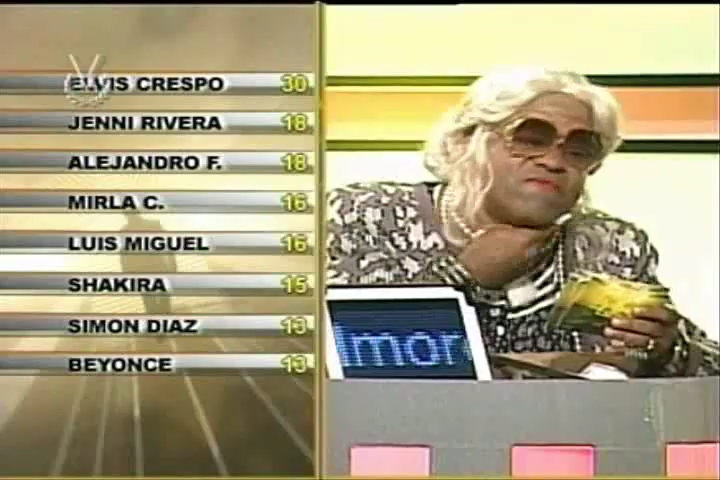 ELVIS CRESPO 30
JENNI RIVERA 18
ALEJANDRO F. 18
MIRLA C. 16
LUIS MIGUEL 16
SHAKIRA 15
SIMON DIAZ 13
BEYONCE 13
imon